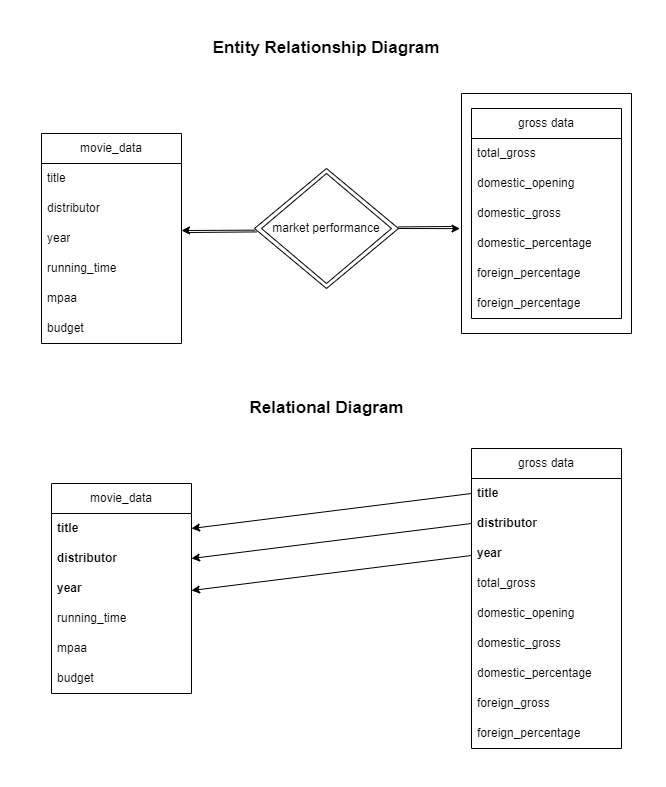 Entity Relationship Diagram
movie_data
title
distributor
year
running_time
mpaa
budget
market performance
gross data
total_gross
domestic_opening
domestic_gross
domestic_percentage
foreign_percentage
foreign_percentage
Relational Diagram
movie_data
title
distributor
year
running_time
mpaa
budget
gross data
title
distributor
year
total_gross
domestic_opening
domestic_gross
domestic_percentage
foreign_gross
foreign_percentage